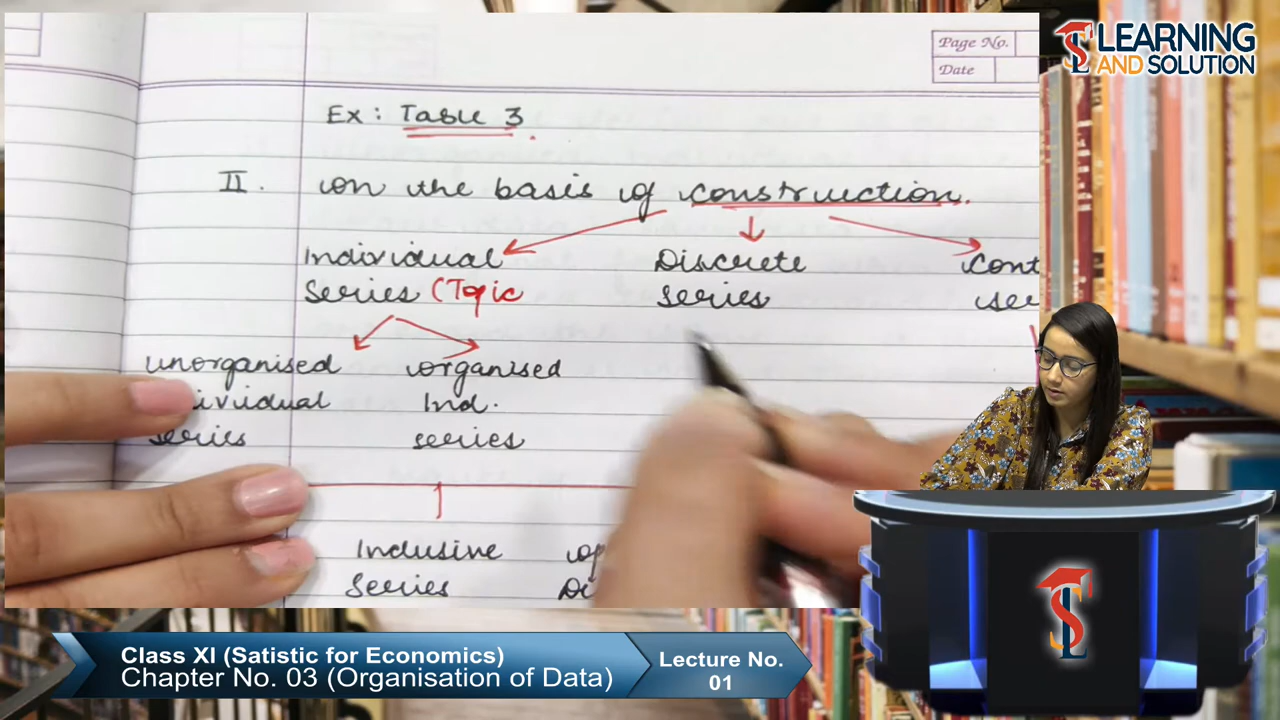 Page No.
Date
LEARNING
AND SOLUTION
Ex: Table 3.
II. on the basis of construction.
Individual Discrete
Series (Topic series
unorganised organised
Ind.
series series
Inclusive
Series
Class XI (Satistic for Economics)
Chapter No. 03 (Organisation of Data)
Lecture No.
01